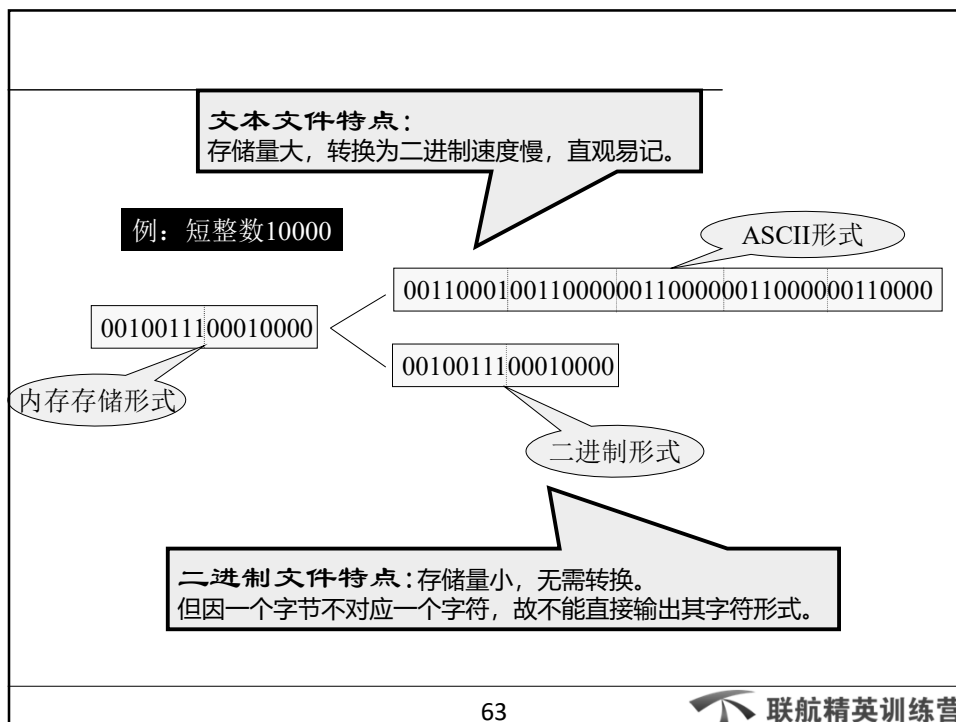 文本文件特点：
存储量大，转换为二进制速度慢，直观易记。
例：短整数10000
ASCII形式
0011000100110000001100000011000000110000
0010011100010000
0010011100010000
内存存储形式
二进制形式
二进制文件特点：存储量小，无需转换。
但因一个字节不对应一个字符，故不能直接输出其字符形式。
63
联航精英训练营